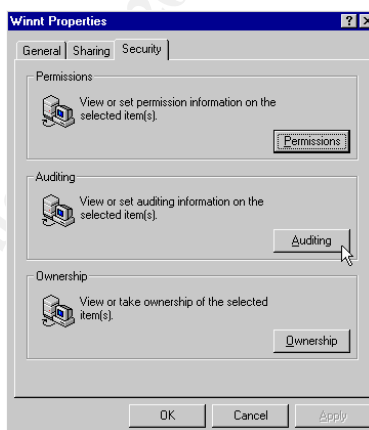 Winnt Properties
General Sharing Security
Permissions
View or set permission information on the
selected item(s).
Permissions
Auditing
View or set auditing information on the
selected item(s).
Auditing
Ownership
View or take ownership of the selected
item(s).
Ownership
OK Cancel Apply